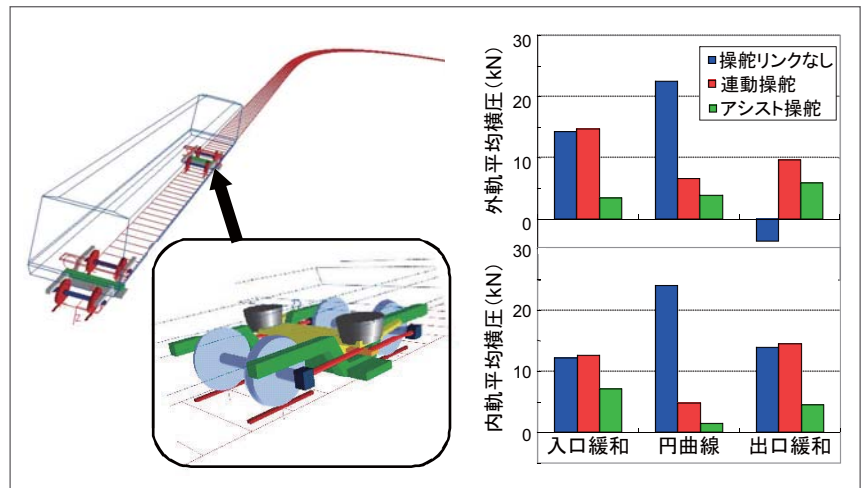 外軌平均横圧(kN)
30
20
10
0
■操舵リンクなし
■連動操舵
■アシスト操舵
内軌平均横圧(kN)
30
20
10
0
入口緩和
円曲線
出口緩和